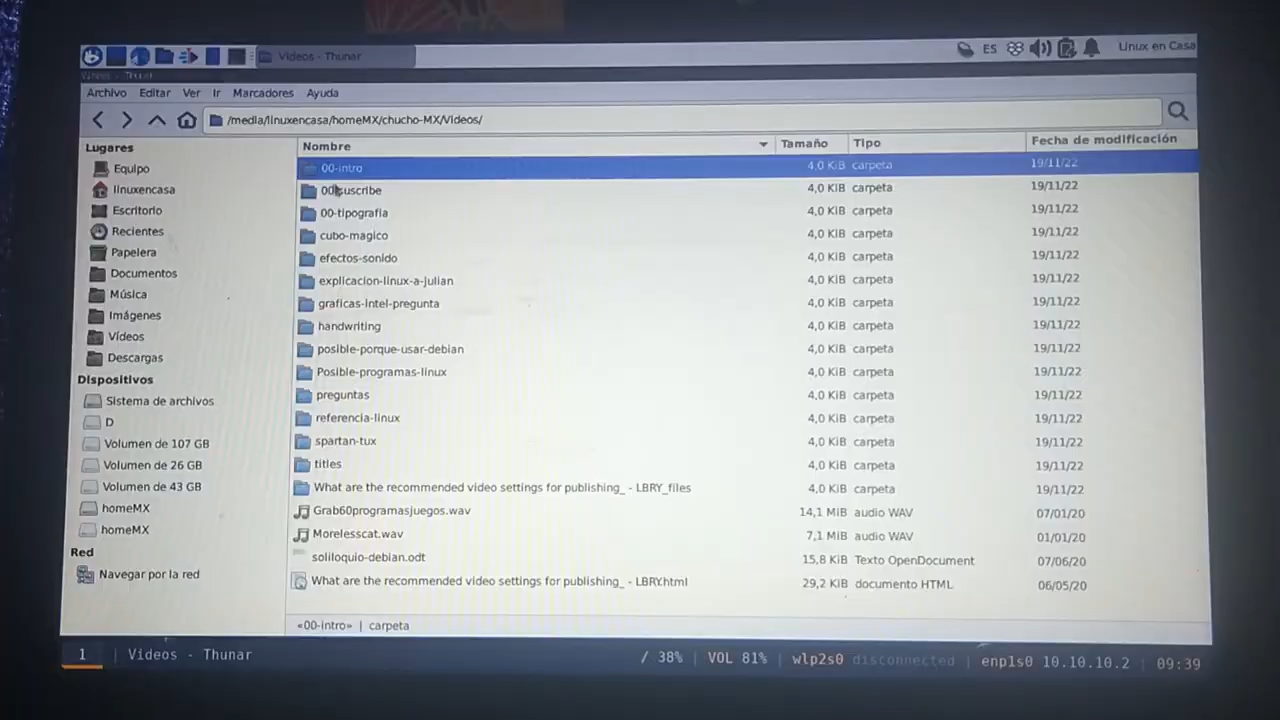 Videos - Thunar
ES
Linux en Casa
Archivo Editar Ver Ir Marcadores Ayuda
/media/linuxencasa/homeMX/chucho-MX/Videos/
Lugares
Equipo
linuxencasa
Escritorio
Recientes
Papelera
Documentos
Música
Imágenes
Vídeos
Descargas
Dispositivos
Sistema de archivos
D
Volumen de 107 GB
Volumen de 26 GB
Volumen de 43 GB
homeMX
homeMX
Red
Navegar por la red
Nombre Tamaño Tipo Fecha de modificación
00-intro 4,0 KiB carpeta 19/11/22
00-suscribe 4,0 KiB carpeta 19/11/22
00-tipografia 4,0 KiB carpeta 19/11/22
cubo-magico 4,0 KiB carpeta 19/11/22
efectos-sonido 4,0 KiB carpeta 19/11/22
explicacion-linux-a-julian 4,0 KiB carpeta 19/11/22
graficas-intel-pregunta 4,0 KiB carpeta 19/11/22
handwriting 4,0 KiB carpeta 19/11/22
posible-porque-usar-debian 4,0 KiB carpeta 19/11/22
Posible-programas-linux 4,0 KiB carpeta 19/11/22
preguntas 4,0 KiB carpeta 19/11/22
referencia-linux 4,0 KiB carpeta 19/11/22
spartan-tux 4,0 KiB carpeta 19/11/22
titles 4,0 KiB carpeta 19/11/22
What are the recommended video settings for publishing_ - LBRY_files 4,0 KiB carpeta 19/11/22
Grab60programasjuegos.wav 14,1 MiB audio WAV 07/01/20
Morelesscat.wav 7,1 MiB audio WAV 01/01/20
soliloquio-debian.odt 15,8 KiB Texto OpenDocument 07/06/20
What are the recommended video settings for publishing_ - LBRY.html 29,2 KiB documento HTML 06/05/20
«00-intro» | carpeta
1 | Videos - Thunar
/ 38% | VOL 81% | wlp2s0 disconnected | enp1s0 10.10.10.2 | 09:39